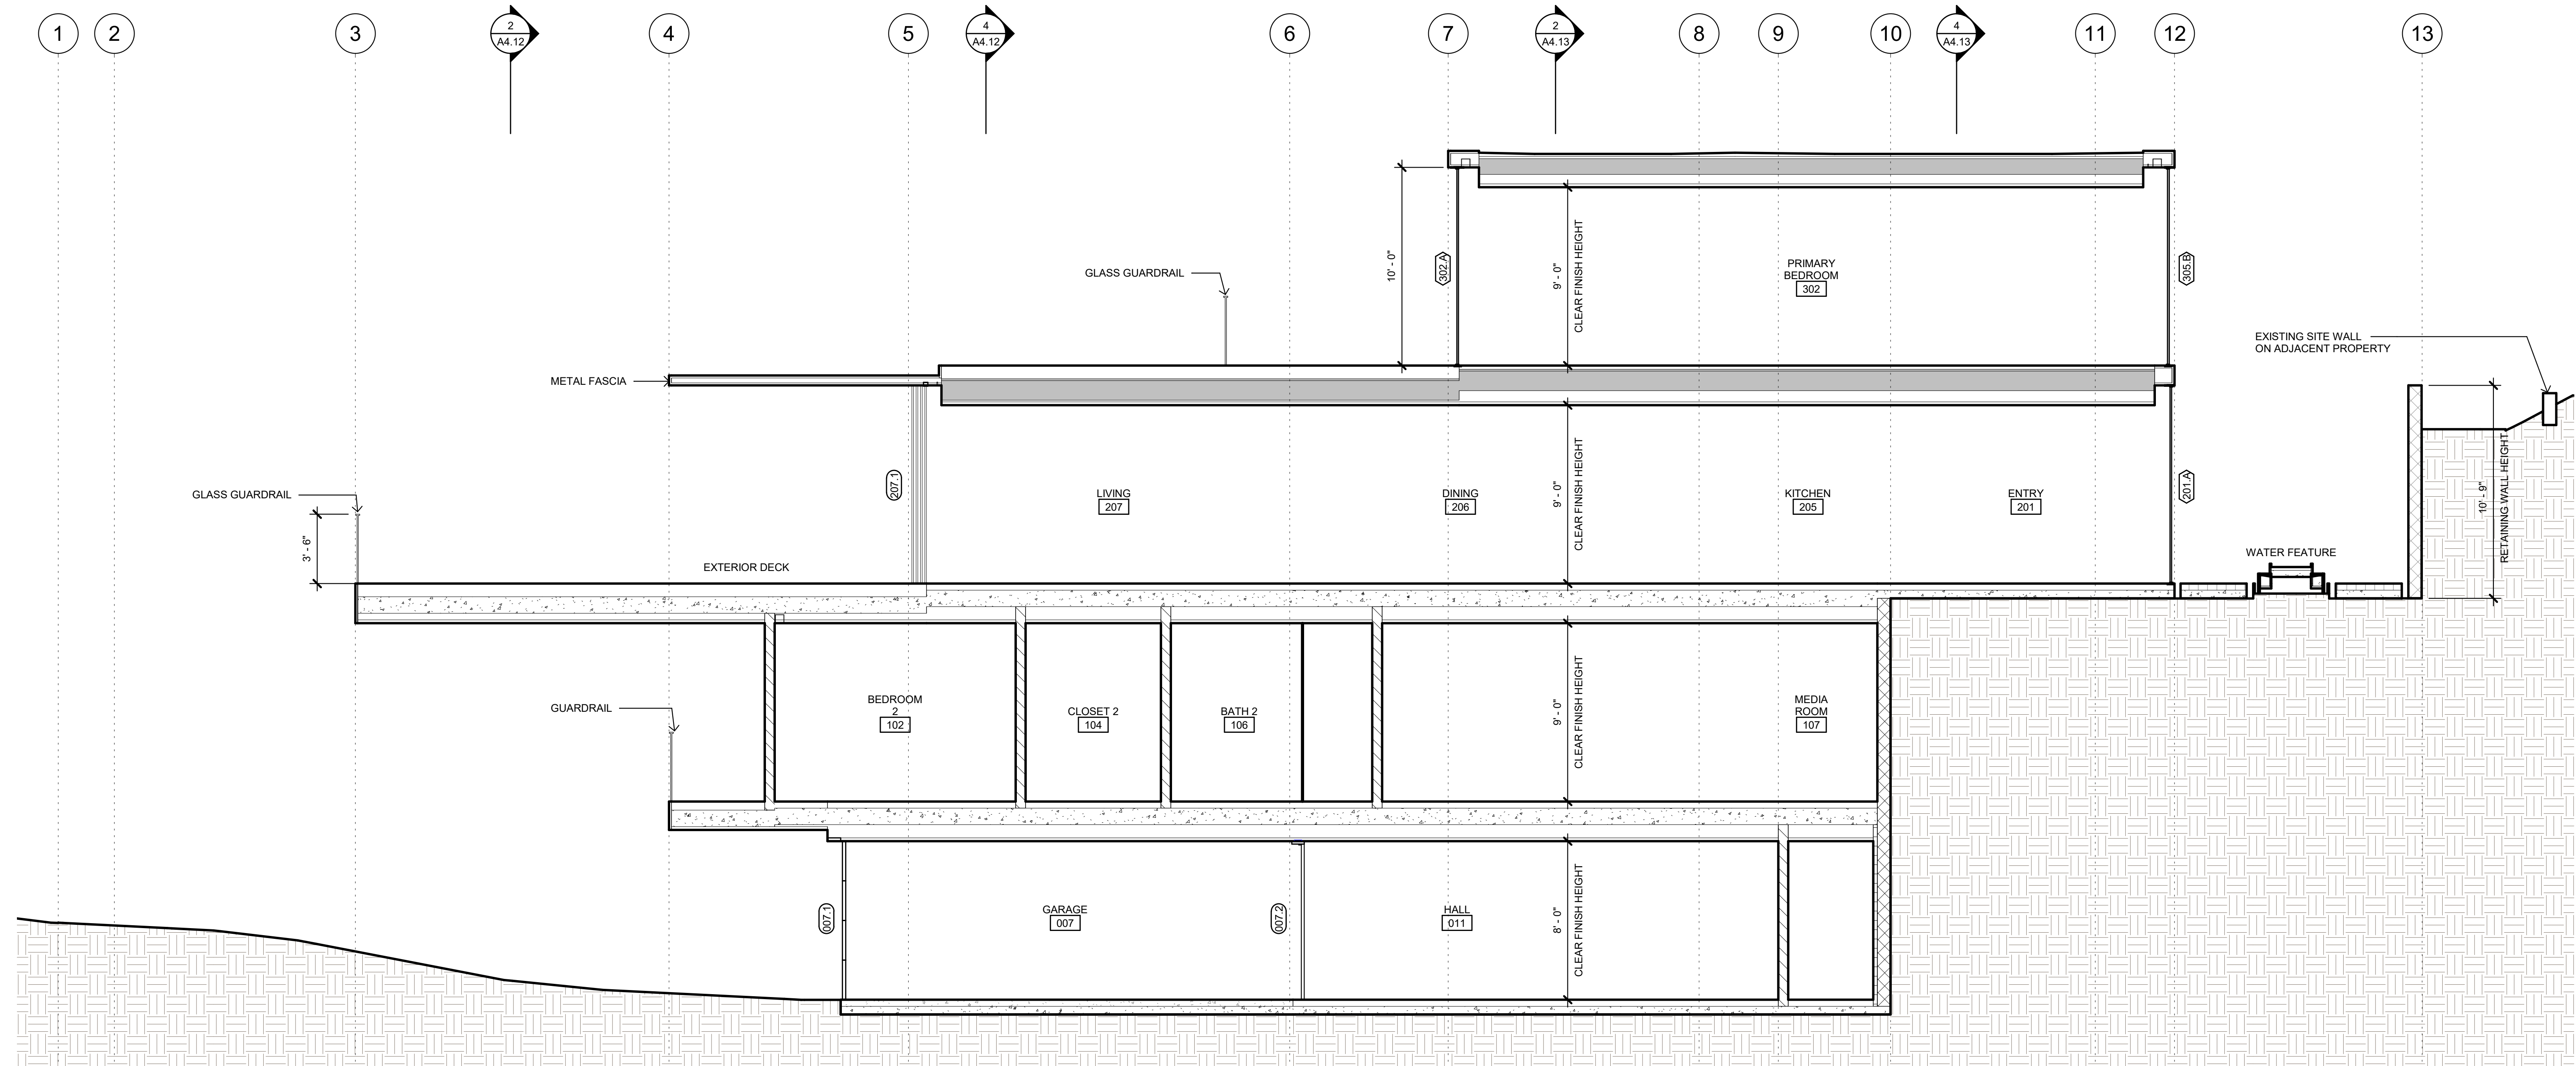 1
2
3
2
A4.12
4
5
4
A4.12
6
7
2
A4.13
8
9
10
4
A4.13
11
12
13
10' - 0"
302.A
9' - 0"
CLEAR FINISH HEIGHT
PRIMARY
BEDROOM
302
305.B
GLASS GUARDRAIL
EXISTING SITE WALL
ON ADJACENT PROPERTY
METAL FASCIA
GLASS GUARDRAIL
3' - 6"
207.1
LIVING
207
DINING
206
9' - 0"
CLEAR FINISH HEIGHT
KITCHEN
205
ENTRY
201
201.A
10' - 9"
RETAINING WALL HEIGHT
WATER FEATURE
EXTERIOR DECK
GUARDRAIL
BEDROOM
2
102
CLOSET 2
104
BATH 2
106
9' - 0"
CLEAR FINISH HEIGHT
MEDIA
ROOM
107
007.1
GARAGE
007
007.2
HALL
011
8' - 0"
CLEAR FINISH HEIGHT